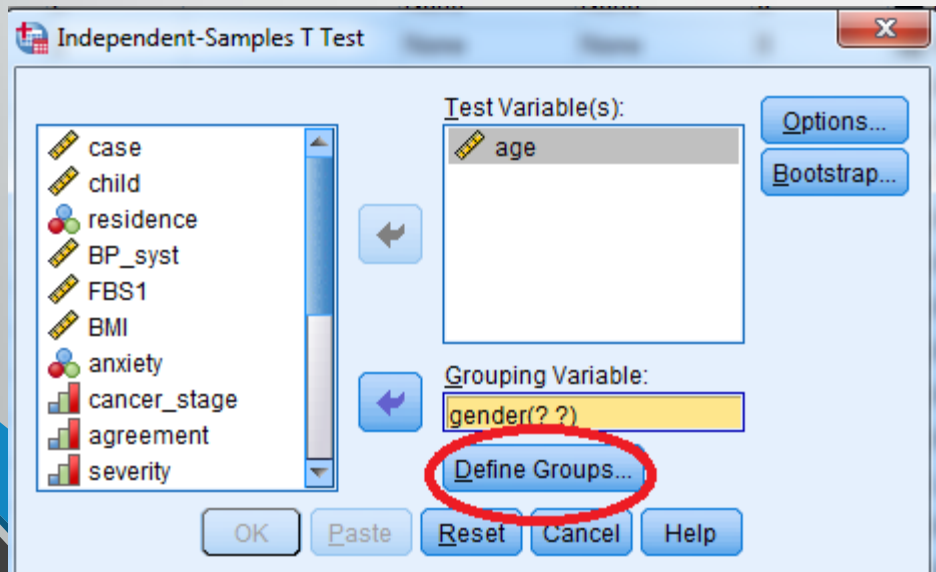 Independent-Samples T Test
case
child
residence
BP_syst
FBS1
BMI
anxiety
cancer_stage
agreement
severity
Test Variable(s):
age
Grouping Variable:
gender(? ?)
Define Groups...
Options...
Bootstrap...
OK
Paste
Reset
Cancel
Help